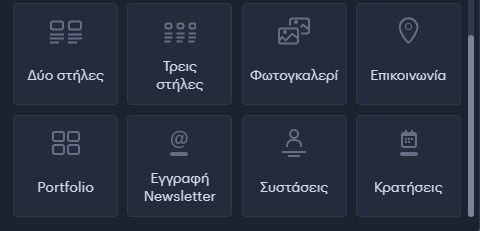 Δύο στήλες
Τρεις
στήλες
Φωτογκαλερί
Επικοινωνία
Portfolio
@
Εγγραφή
Newsletter
Συστάσεις
Κρατήσεις